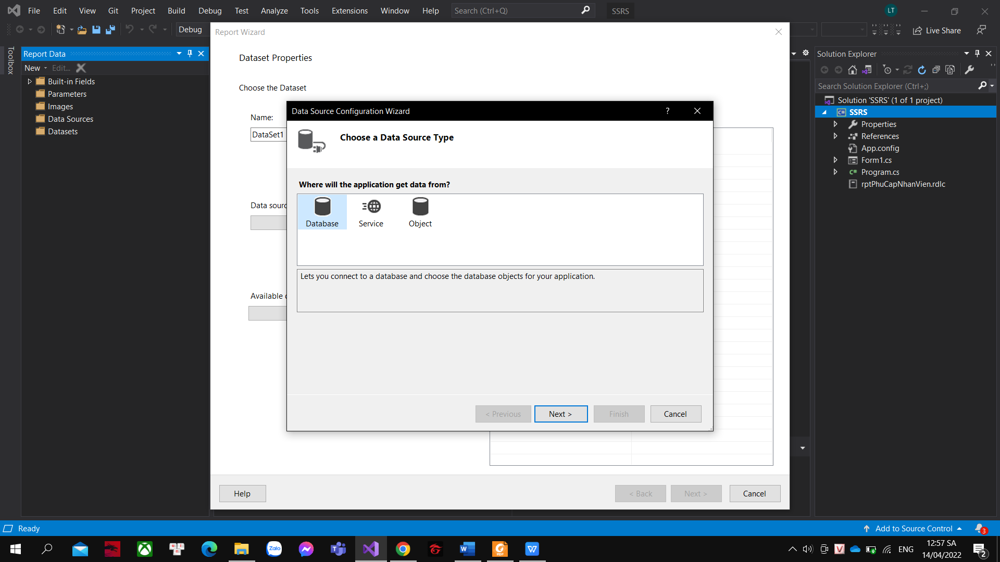 File Edit View Git Project Build Debug Test Analyze Tools Extensions Window Help Search (Ctrl+Q) SSRS LT
Debug Live Share
Toolbox
Report Data
New Edit...
Built-in Fields
Parameters
Images
Data Sources
Datasets
Report Wizard
Dataset Properties
Choose the Dataset
Name:
DataSet1
Data sourc
Available
Data Source Configuration Wizard ?
Choose a Data Source Type
Where will the application get data from?
Database Service Object
Lets you connect to a database and choose the database objects for your application.
< Previous Next > Finish Cancel
Help < Back Next > Cancel
Solution Explorer
Search Solution Explorer (Ctrl+;)
Solution 'SSRS' (1 of 1 project)
C# SSRS
Properties
References
App.config
Form1.cs
C# Program.cs
rptPhuCapNhanVien.rdlc
Ready Add to Source Control 3
Zalo W PDF W V ENG 12:57 SA
14/04/2022 2